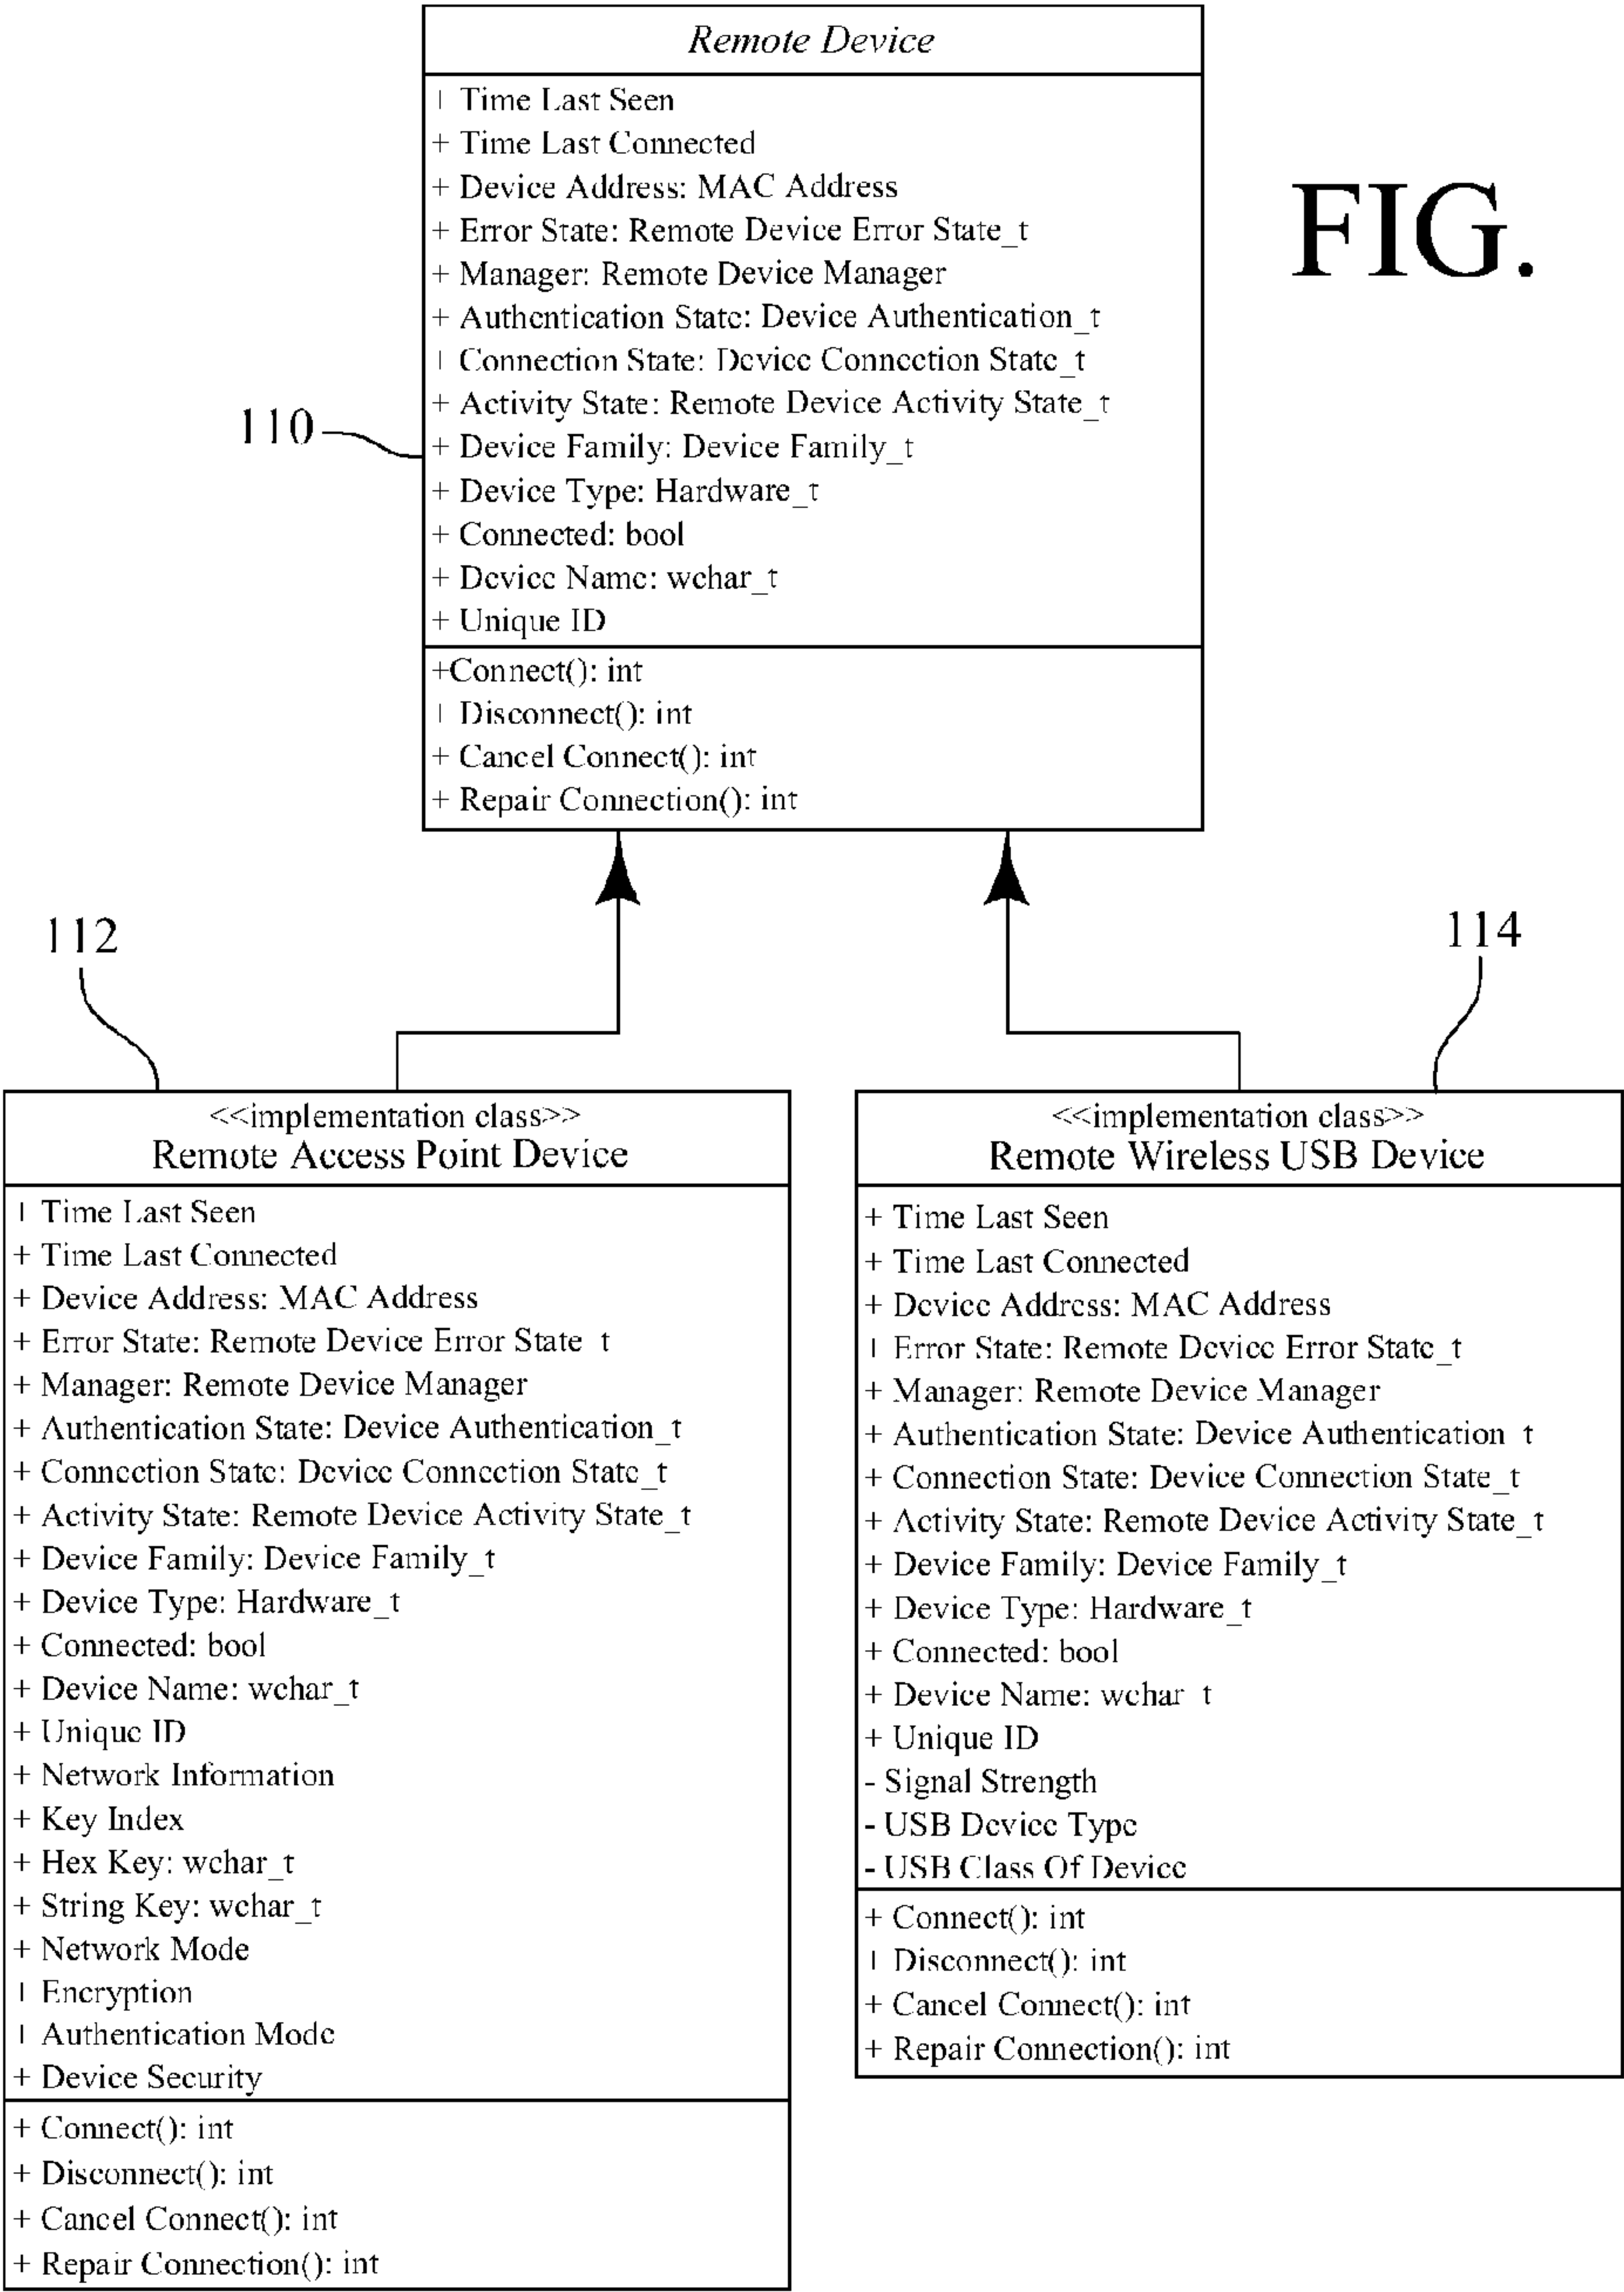 Remote Device
+ Time Last Seen
+ Time Last Connected
+ Device Address: MAC Address
+ Error State: Remote Device Error State_t
+ Manager: Remote Device Manager
+ Authentication State: Device Authentication_t
+ Connection State: Device Connection State_t
+ Activity State: Remote Device Activity State_t
+ Device Family: Device Family_t
+ Device Type: Hardware_t
+ Connected: bool
+ Device Name: wchar_t
+ Unique ID
+Connect(): int
+ Disconnect(): int
+ Cancel Connect(): int
+ Repair Connection(): int
FIG.
110
112
114
<<implementation class>>
Remote Access Point Device
+ Time Last Seen
+ Time Last Connected
+ Device Address: MAC Address
+ Error State: Remote Device Error State_t
+ Manager: Remote Device Manager
+ Authentication State: Device Authentication_t
+ Connection State: Device Connection State_t
+ Activity State: Remote Device Activity State_t
+ Device Family: Device Family_t
+ Device Type: Hardware_t
+ Connected: bool
+ Device Name: wchar_t
+ Unique ID
+ Network Information
+ Key Index
+ Hex Key: wchar_t
+ String Key: wchar_t
+ Network Mode
+ Encryption
+ Authentication Mode
+ Device Security
+ Connect(): int
+ Disconnect(): int
+ Cancel Connect(): int
+ Repair Connection(): int
<<implementation class>>
Remote Wireless USB Device
+ Time Last Seen
+ Time Last Connected
+ Device Address: MAC Address
+ Error State: Remote Device Error State_t
+ Manager: Remote Device Manager
+ Authentication State: Device Authentication_t
+ Connection State: Device Connection State_t
+ Activity State: Remote Device Activity State_t
+ Device Family: Device Family_t
+ Device Type: Hardware_t
+ Connected: bool
+ Device Name: wchar_t
+ Unique ID
- Signal Strength
- USB Device Type
- USB Class Of Device
+ Connect(): int
+ Disconnect(): int
+ Cancel Connect(): int
+ Repair Connection(): int